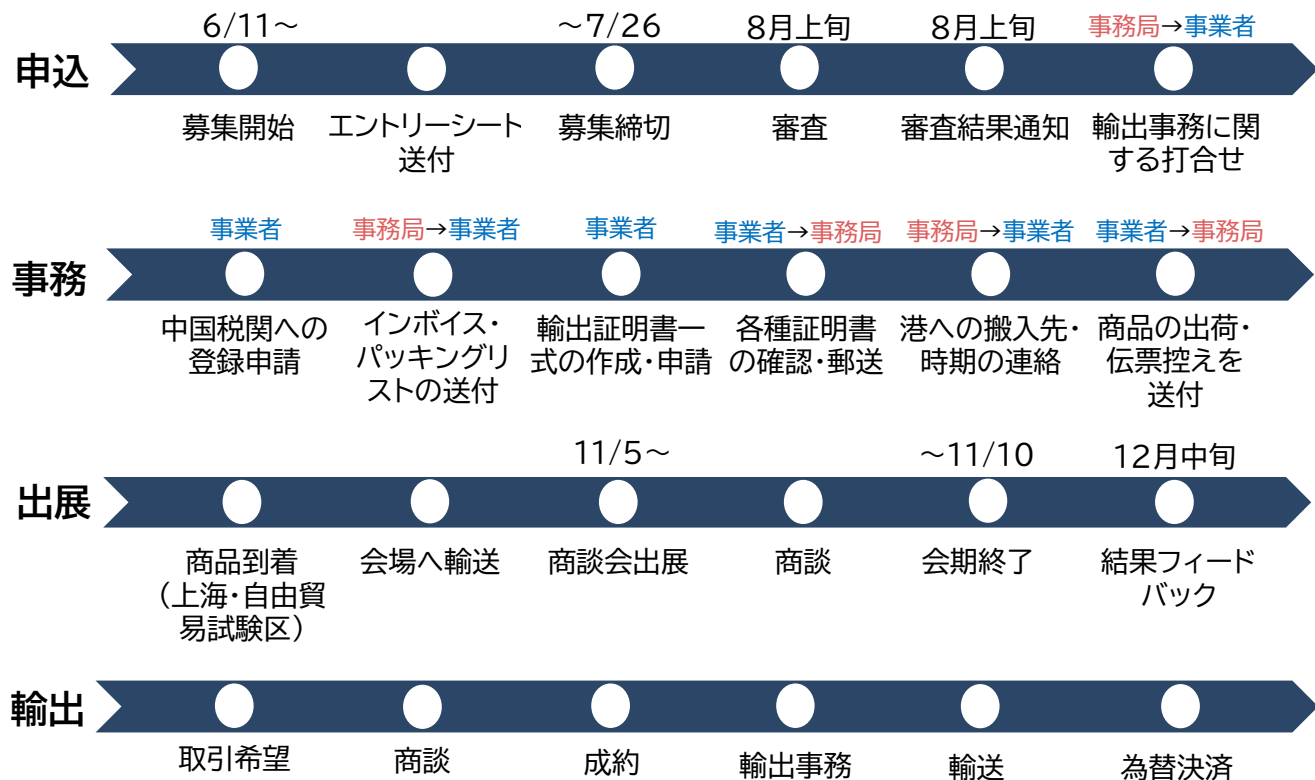 6/11～
～7/26
8月上旬
8月上旬
事務局→事業者
申込
募集開始
エントリーシート
送付
募集締切
審査
審査結果通知
輸出事務に関
する打合せ
事業者
事務局→事業者
事業者
事業者→事務局
事務局→事業者
事業者→事務局
事務
中国税関への
登録申請
インボイス・
パッキングリ
ストの送付
輸出証明書一
式の作成・申請
各種証明書
の確認・郵送
港への搬入先・
時期の連絡
商品の出荷・
伝票控えを
送付
11/5～
～11/10
12月中旬
出展
商品到着
（上海・自由貿
易試験区）
会場へ輸送
商談会出展
商談
会期終了
結果フィード
バック
輸出
取引希望
商談
成約
輸出事務
輸送
為替決済